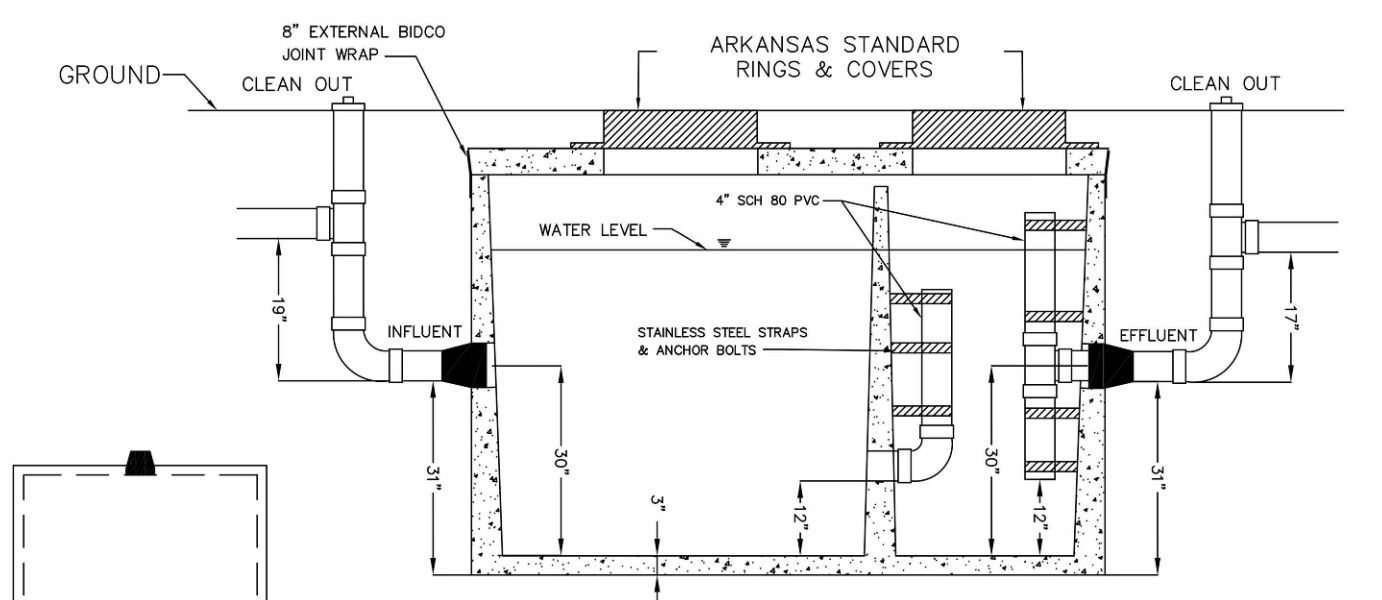 8" EXTERNAL BIDCO
JOINT WRAP
ARKANSAS STANDARD
RINGS & COVERS
GROUND
CLEAN OUT
CLEAN OUT
4" SCH 80 PVC
WATER LEVEL
19"
17"
INFLUENT
STAINLESS STEEL STRAPS
& ANCHOR BOLTS
EFFLUENT
31"
30"
3"
12"
30"
12"
31"